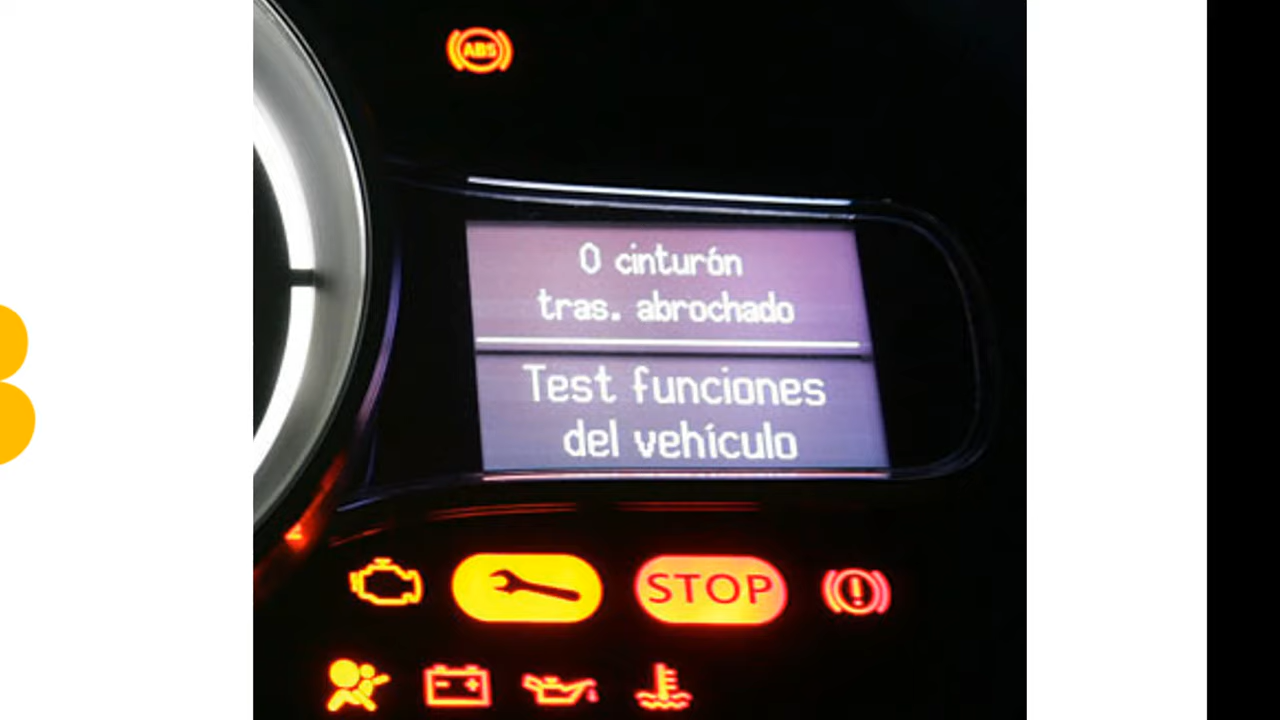 ABS
0 cinturón
tras. abrochado
Test funciones
del vehículo
STOP